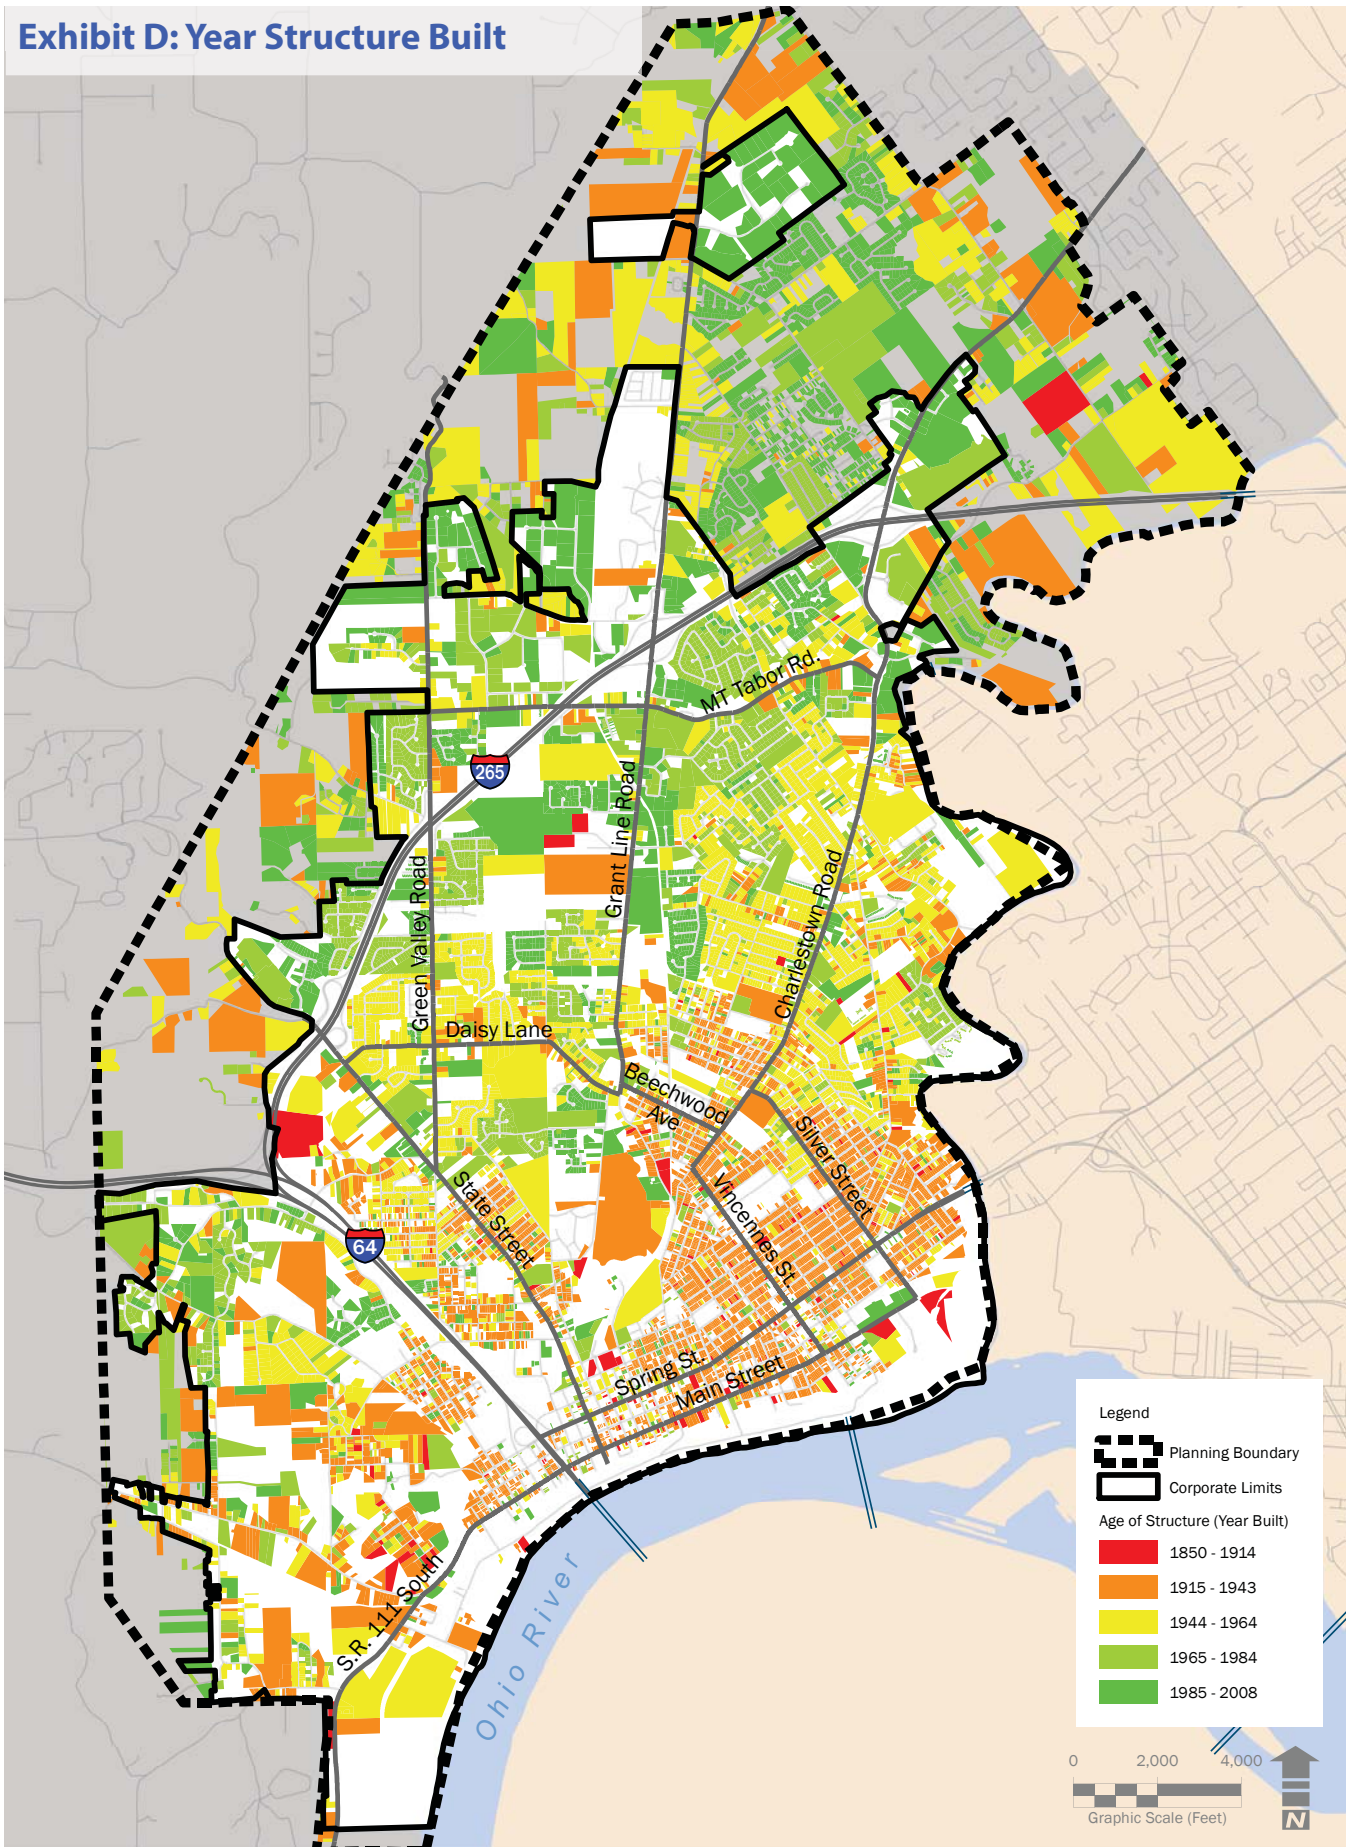 Exhibit D: Year Structure Built
MT Tabor Rd.
265
Grant Line Road
Green Valley Road
Charlestown Road
Daisy Lane
Beechwood
Ave
Silver Street
State Street
Vincennes St.
64
Spring St.
Main Street
S.R. 111 South
Ohio River
Legend
Planning Boundary
Corporate Limits
Age of Structure (Year Built)
1850 - 1914
1915 - 1943
1944 - 1964
1965 - 1984
1985 - 2008
0 2,000 4,000
Graphic Scale (Feet)
N